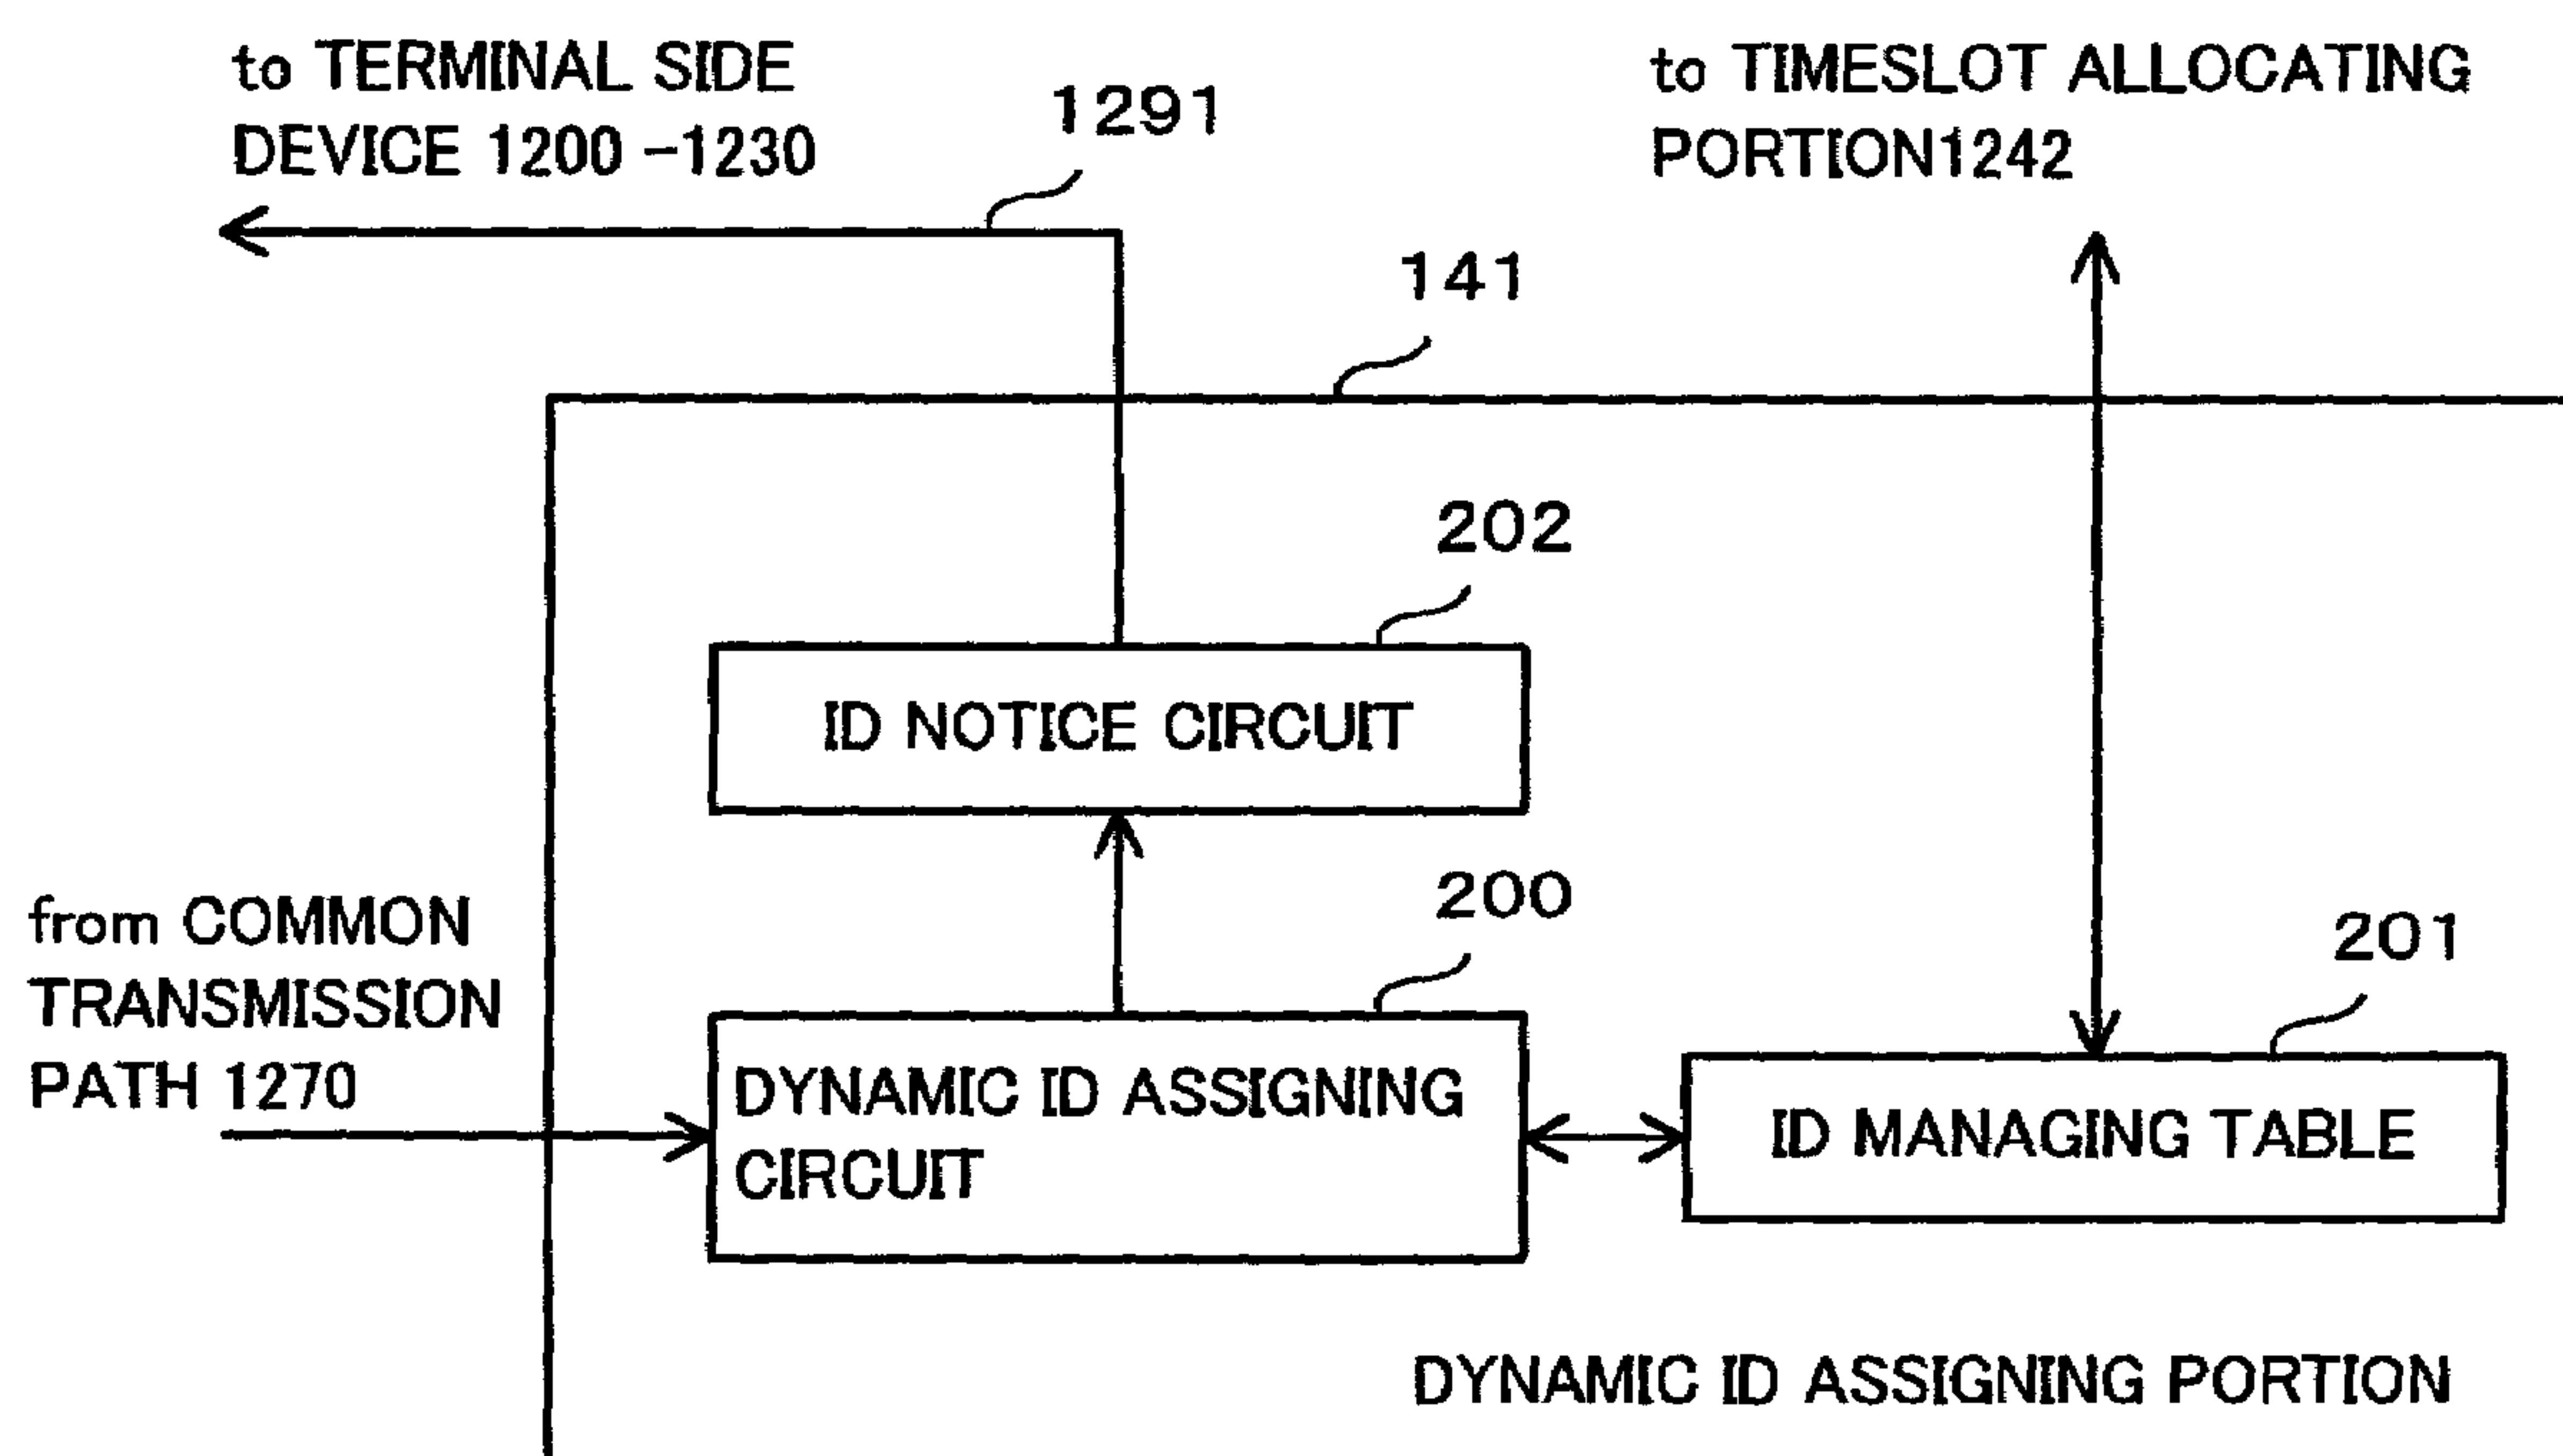 to TERMINAL SIDE
DEVICE 1200 -1230
1291
to TIMESLOT ALLOCATING
PORTION1242
141
202
ID NOTICE CIRCUIT
from COMMON
TRANSMISSION
PATH 1270
200
DYNAMIC ID ASSIGNING
CIRCUIT
201
ID MANAGING TABLE
DYNAMIC ID ASSIGNING PORTION